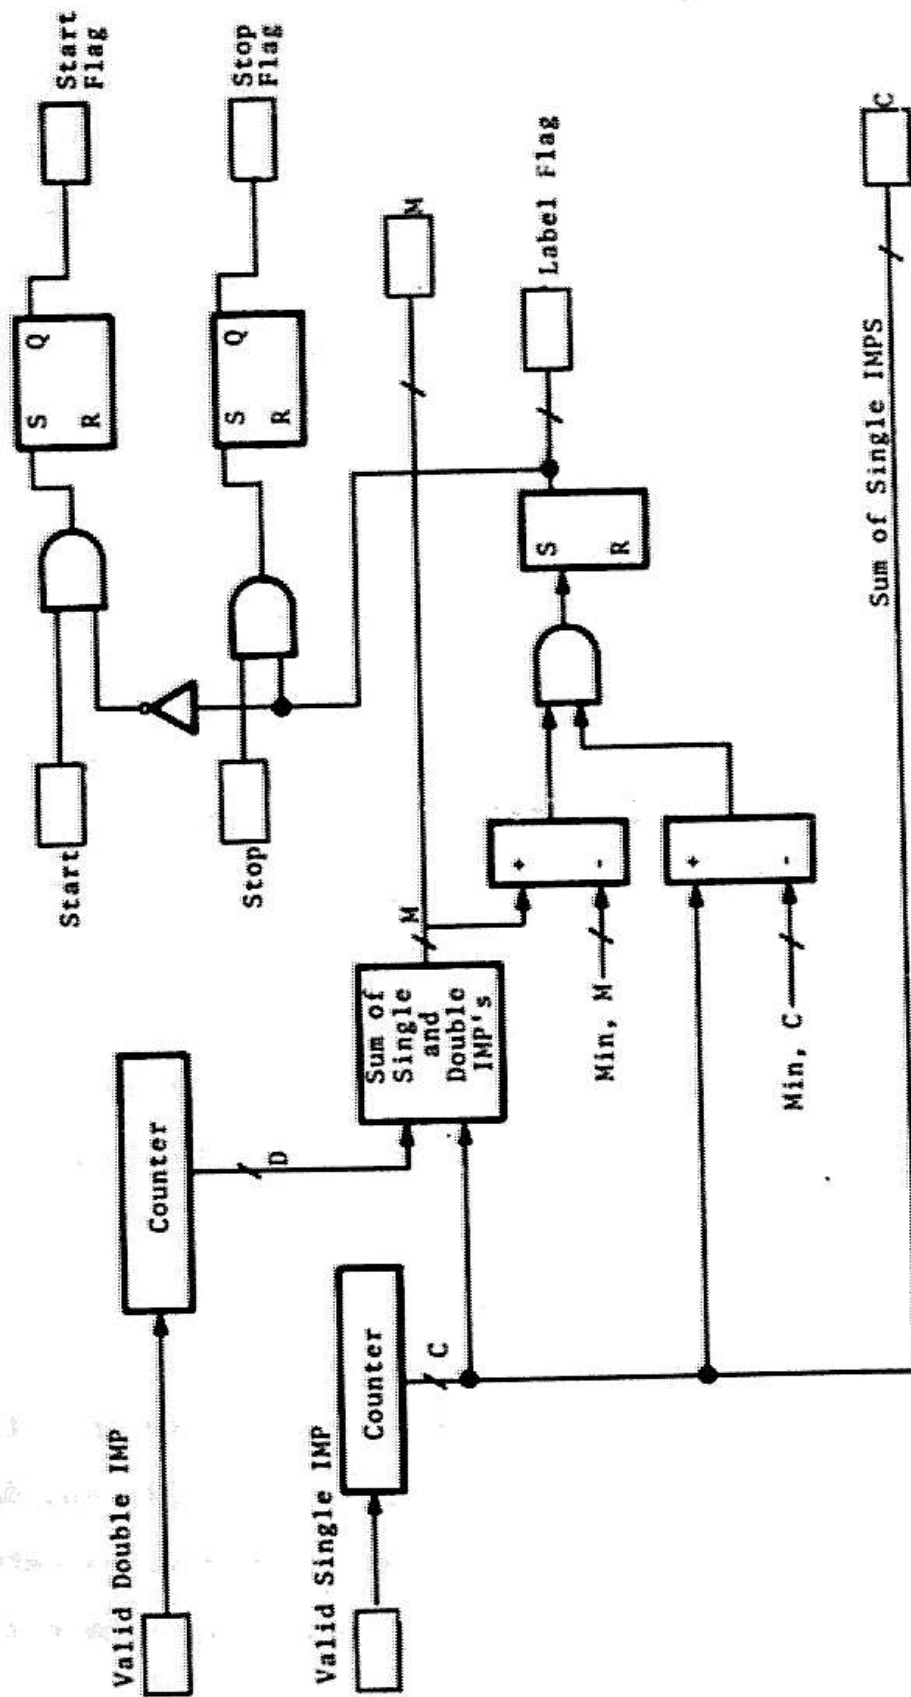 Valid Double IMP
Counter
D
Valid Single IMP
Counter
C
Sum of
Single
and
Double
IMP's
M
Min, M
+
-
Min, C
+
-
Start
Stop
S
Q
R
S
Q
R
S
R
Start
Flag
Stop
Flag
M
Label Flag
Sum of Single IMPS
C